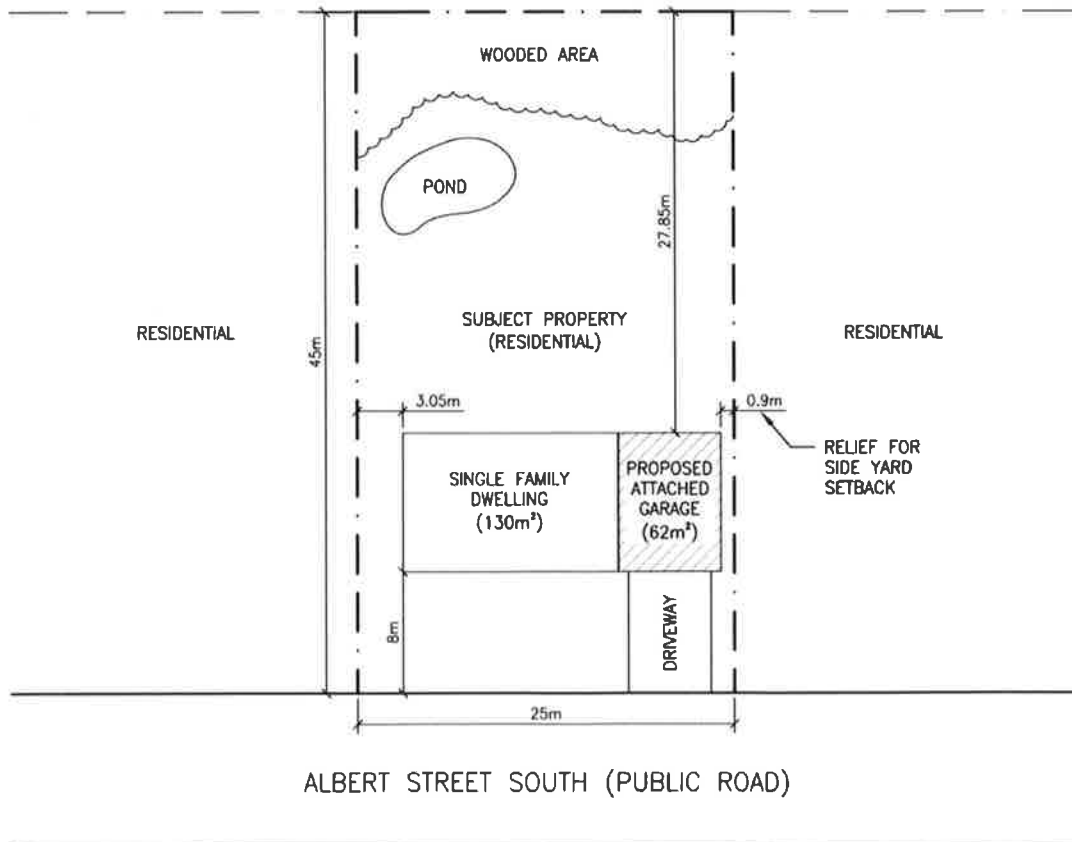 WOODED AREA
POND
27.85m
RESIDENTIAL
SUBJECT PROPERTY
(RESIDENTIAL)
RESIDENTIAL
45m
3.05m
0.9m
RELIEF FOR
SIDE YARD
SETBACK
SINGLE FAMILY
DWELLING
(130m²)
PROPOSED
ATTACHED
GARAGE
(62m²)
8m
DRIVEWAY
25m
ALBERT STREET SOUTH (PUBLIC ROAD)